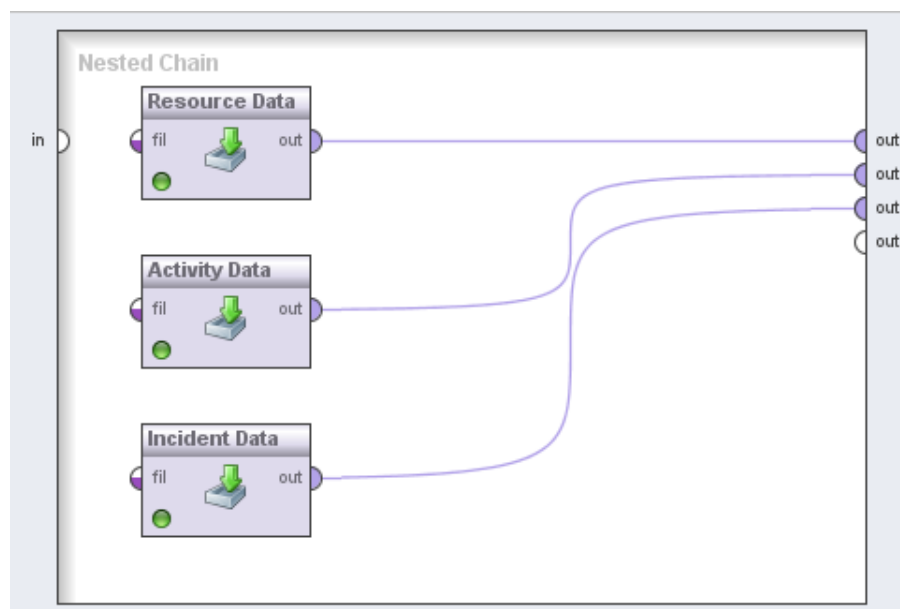 Nested Chain
Resource Data
in
fil
out
out
out
out
out
Activity Data
fil
out
Incident Data
fil
out